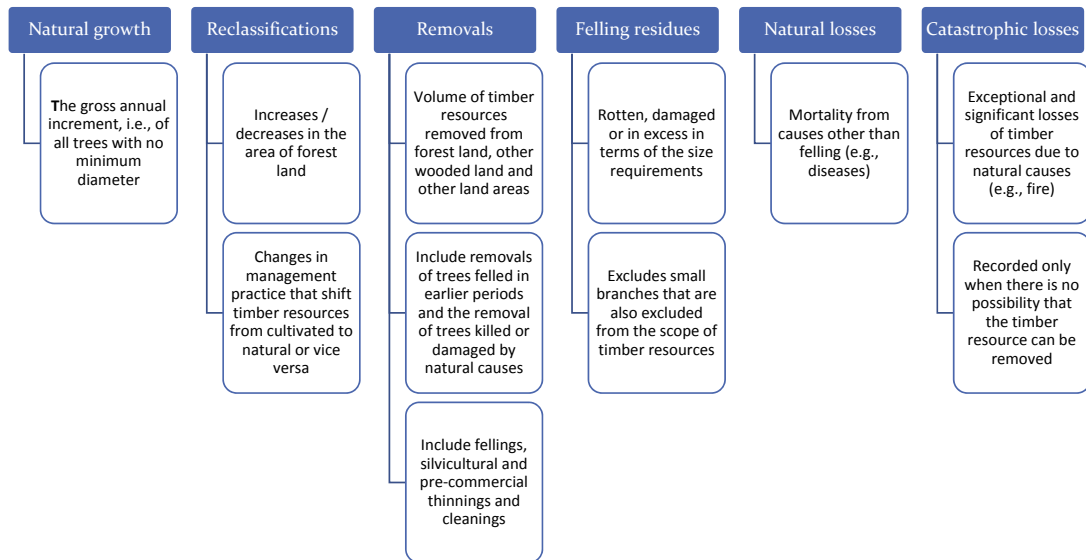 Natural growth
The gross annual
increment, i.e., of
all trees with no
minimum
diameter
Reclassifications
Increases /
decreases in the
area of forest
land
Changes in
management
practice that shift
timber resources
from cultivated to
natural or vice
versa
Removals
Volume of timber
resources
removed from
forest land, other
wooded land and
other land areas
Include removals
of trees felled in
earlier periods
and the removal
of trees killed or
damaged by
natural causes
Include fellings,
silvicultural and
pre-commercial
thinnings and
cleanings
Felling residues
Rotten, damaged
or in excess in
terms of the size
requirements
Excludes small
branches that are
also excluded
from the scope of
timber resources
Natural losses
Mortality from
causes other than
felling (e.g.,
diseases)
Catastrophic losses
Exceptional and
significant losses
of timber
resources due to
natural causes
(e.g., fire)
Recorded only
when there is no
possibility that
the timber
resource can be
removed